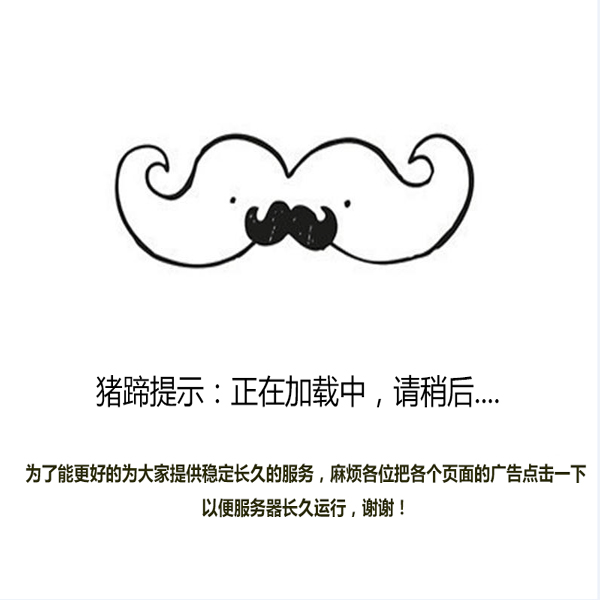 猪蹄提示：正在加载中，请稍后....
为了能更好的为大家提供稳定长久的服务，麻烦各位把各个页面的广告点击一下
以便服务器长久运行，谢谢！